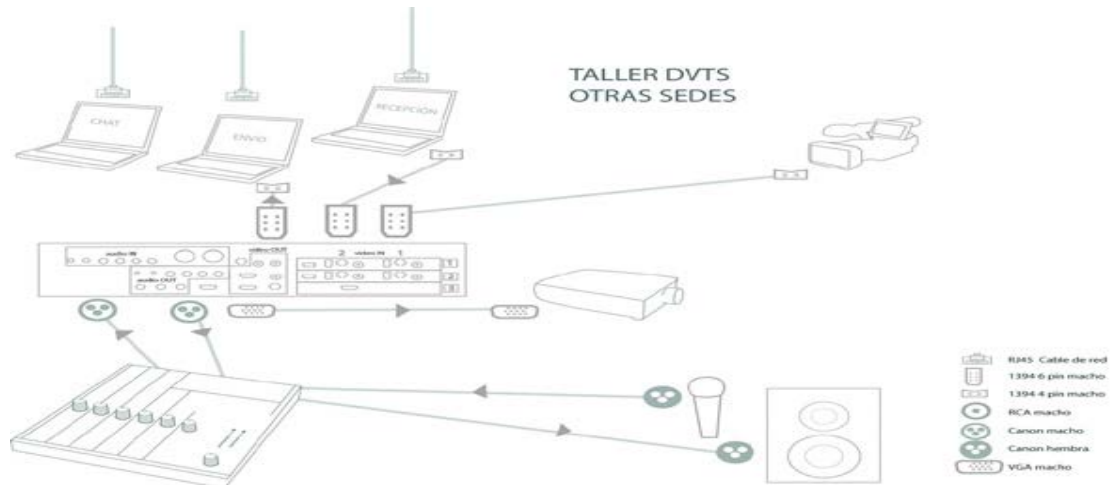 TALLER DVTS
OTRAS SEDES
CHAT
ENVIO
RECEPCIÓN
audio IN
video OUT
2 video IN 1
audio OUT
1
2
3
RJ45 Cable de red
1394 6 pin macho
1394 4 pin macho
RCA macho
Canon macho
Canon hembra
VGA macho